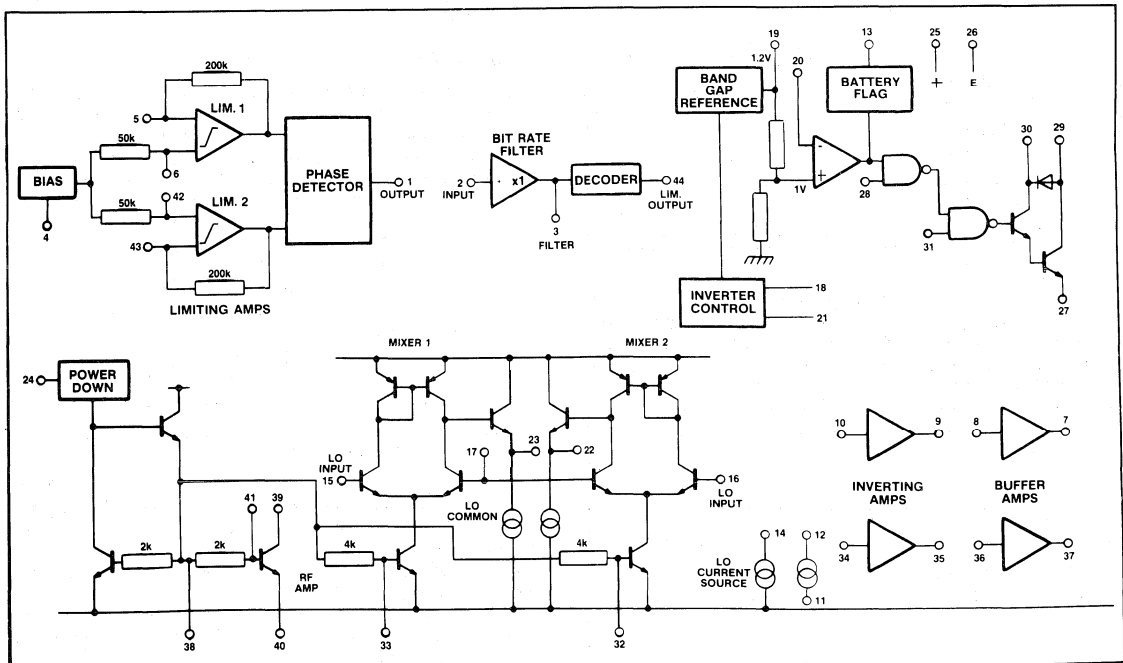 200k
5
LIM. 1
50k
6
BIAS
4
42
50k
LIM. 2
43
200k
LIMITING AMPS
PHASE
DETECTOR
1
OUTPUT
BIT RATE
FILTER
2
INPUT
x1
DECODER
44
LIM.
OUTPUT
3
FILTER
19
1.2V
BAND
GAP
REFERENCE
20
13
BATTERY
FLAG
25
+
26
E
-
+
1V
28
31
30
29
27
INVERTER
CONTROL
18
21
24
POWER
DOWN
MIXER 1
MIXER 2
LO
INPUT
15
17
23
22
16
LO
INPUT
LO
COMMON
41
39
2k
2k
RF
AMP
4k
4k
38
40
33
32
LO
CURRENT
SOURCE
14
12
11
10
9
8
7
INVERTING
AMPS
BUFFER
AMPS
34
35
36
37